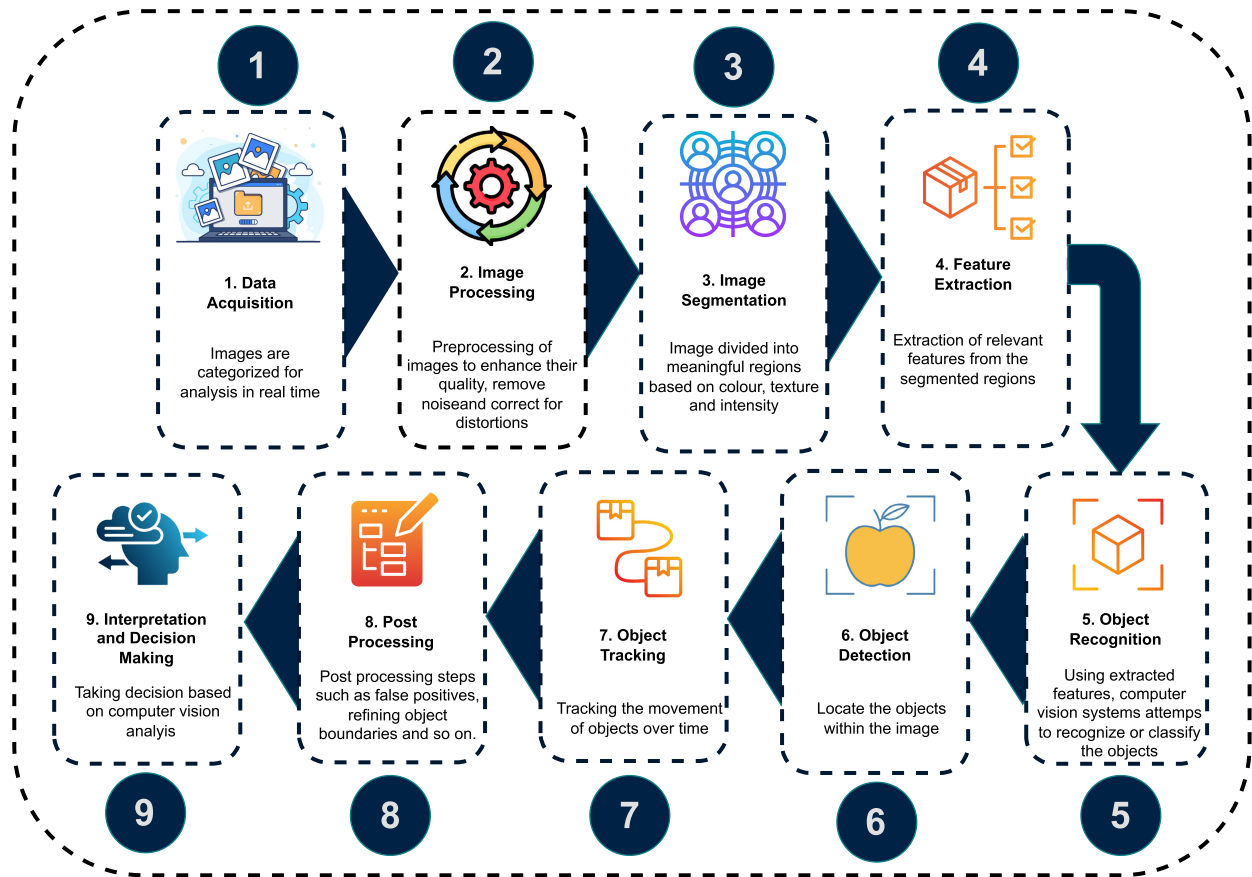 1
2
3
4
1. Data
Acquisition
Images are
categorized for
analysis in real time
2. Image
Processing
Preprocessing of
images to enhance their
quality, remove
noiseand correct for
distortions
3. Image
Segmentation
Image divided into
meaningful regions
based on colour, texture
and intensity
4. Feature
Extraction
Extraction of relevant
features from the
segmented regions
5. Object
Recognition
Using extracted
features, computer
vision systems attemps
to recognize or classify
the objects
6. Object
Detection
Locate the objects
within the image
7. Object
Tracking
Tracking the movement
of objects over time
8. Post
Processing
Post processing steps
such as false positives,
refining object
boundaries and so on.
9. Interpretation
and Decision
Making
Taking decision based
on computer vision
analyis
9
8
7
6
5